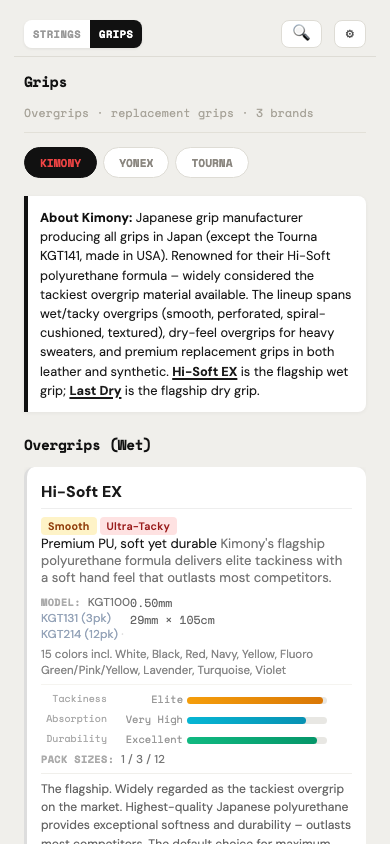 STRINGS GRIPS
Grips
Overgrips · replacement grips · 3 brands
KIMONY YONEX TOURNA
About Kimony: Japanese grip manufacturer
producing all grips in Japan (except the Tourna
KGT141, made in USA). Renowned for their Hi-Soft
polyurethane formula – widely considered the
tackiest overgrip material available. The lineup spans
wet/tacky overgrips (smooth, perforated, spiral-
cushioned, textured), dry-feel overgrips for heavy
sweaters, and premium replacement grips in both
leather and synthetic. Hi-Soft EX is the flagship wet
grip; Last Dry is the flagship dry grip.
Overgrips (Wet)
Hi-Soft EX
Smooth Ultra-Tacky
Premium PU, soft yet durable Kimony's flagship
polyurethane formula delivers elite tackiness with
a soft hand feel that outlasts most competitors.
MODEL: KGT100 0.50mm
KGT131 (3pk) 29mm × 105cm
KGT214 (12pk) ·
15 colors incl. White, Black, Red, Navy, Yellow, Fluoro
Green/Pink/Yellow, Lavender, Turquoise, Violet
Tackiness Elite
Absorption Very High
Durability Excellent
PACK SIZES: 1 / 3 / 12
The flagship. Widely regarded as the tackiest overgrip
on the market. Highest-quality Japanese polyurethane
provides exceptional softness and durability – outlasts
most competitors. The default choice for maximum